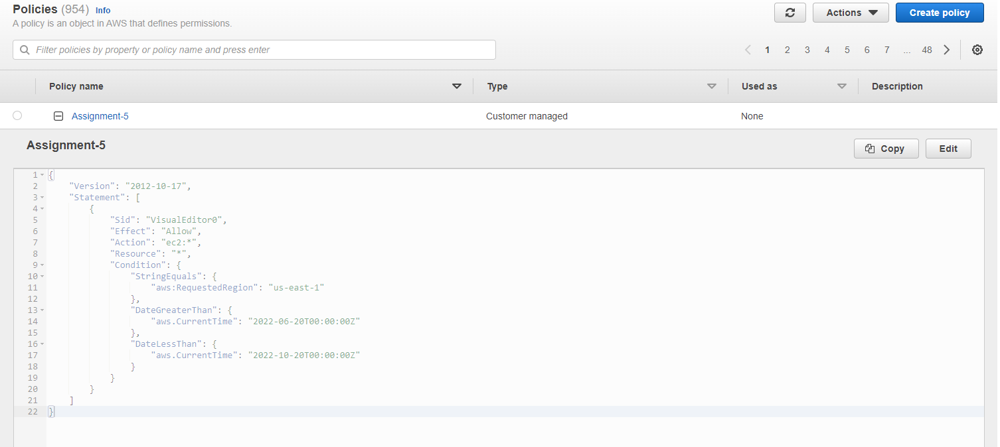 Policies (954) Info
A policy is an object in AWS that defines permissions.
Actions
Create policy
Filter policies by property or policy name and press enter
1 2 3 4 5 6 7 ... 48
Policy name Type Used as Description
Assignment-5 Customer managed None
Assignment-5
Copy Edit
1 {
2 "Version": "2012-10-17",
3 "Statement": [
4 {
5 "Sid": "VisualEditor0",
6 "Effect": "Allow",
7 "Action": "ec2:*",
8 "Resource": "*",
9 "Condition": {
10 "StringEquals": {
11 "aws:RequestedRegion": "us-east-1"
12 },
13 "DateGreaterThan": {
14 "aws.CurrentTime": "2022-06-20T00:00:00Z"
15 },
16 "DateLessThan": {
17 "aws.CurrentTime": "2022-10-20T00:00:00Z"
18 }
19 }
20 }
21 ]
22 }